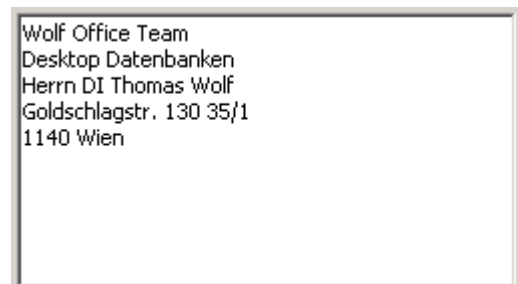 Wolf Office Team
Desktop Datenbanken
Herrn DI Thomas Wolf
Goldschlagstr. 130 35/1
1140 Wien